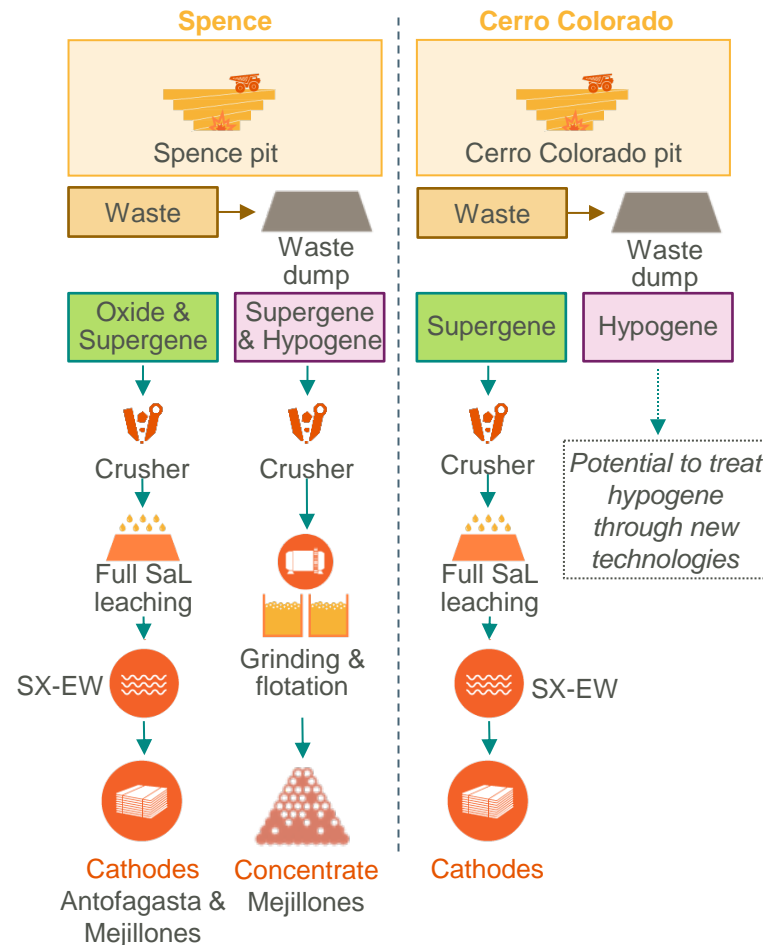 Spence
Spence pit
Waste
Waste
dump
Oxide &
Supergene
Supergene
& Hypogene
Crusher
Crusher
Full SaL
leaching
Grinding &
flotation
SX-EW
Cathodes
Antofagasta &
Mejillones
Concentrate
Mejillones
Cerro Colorado
Cerro Colorado pit
Waste
Waste
dump
Supergene
Hypogene
Crusher
Potential to treat
hypogene
through new
technologies
Full SaL
leaching
SX-EW
Cathodes